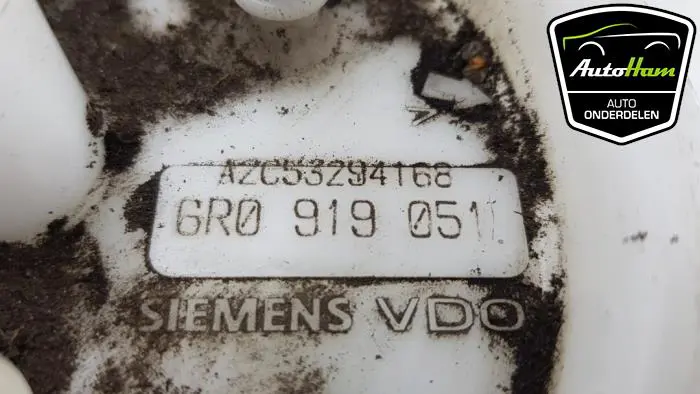 AutoHam
AUTO
ONDERDELEN
A2C53294168
6R0 919 051
SIEMENS VDO